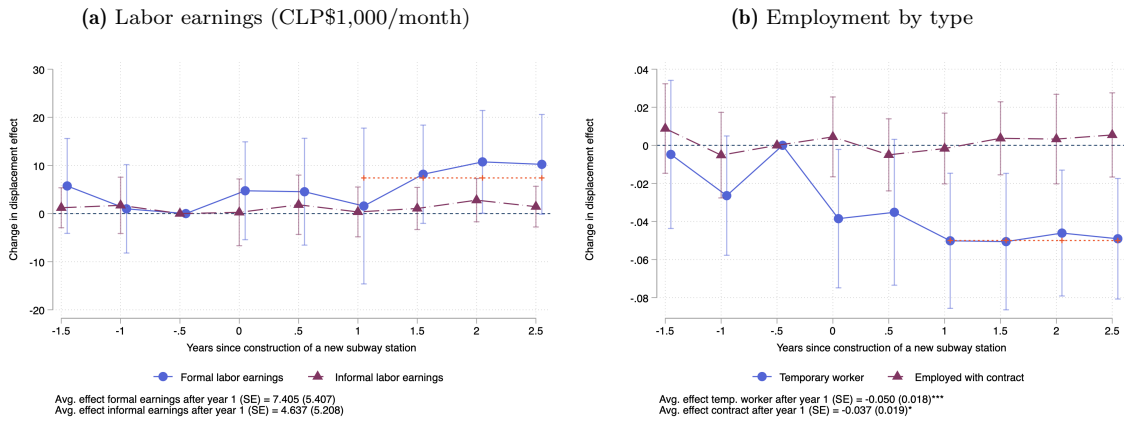 (a) Labor earnings (CLP$1,000/month)
30
20
10
0
-10
-20
Change in displacement effect
-1.5 -1 -.5 0 .5 1 1.5 2 2.5
Years since construction of a new subway station
Formal labor earnings Informal labor earnings
Avg. effect formal earnings after year 1 (SE) = 7.405 (5.407)
Avg. effect informal earnings after year 1 (SE) = 4.637 (5.208)
(b) Employment by type
.04
.02
0
-.02
-.04
-.06
-.08
Change in displacement effect
-1.5 -1 -.5 0 .5 1 1.5 2 2.5
Years since construction of a new subway station
Temporary worker Employed with contract
Avg. effect temp. worker after year 1 (SE) = -0.050 (0.018)***
Avg. effect contract after year 1 (SE) = -0.037 (0.019)*